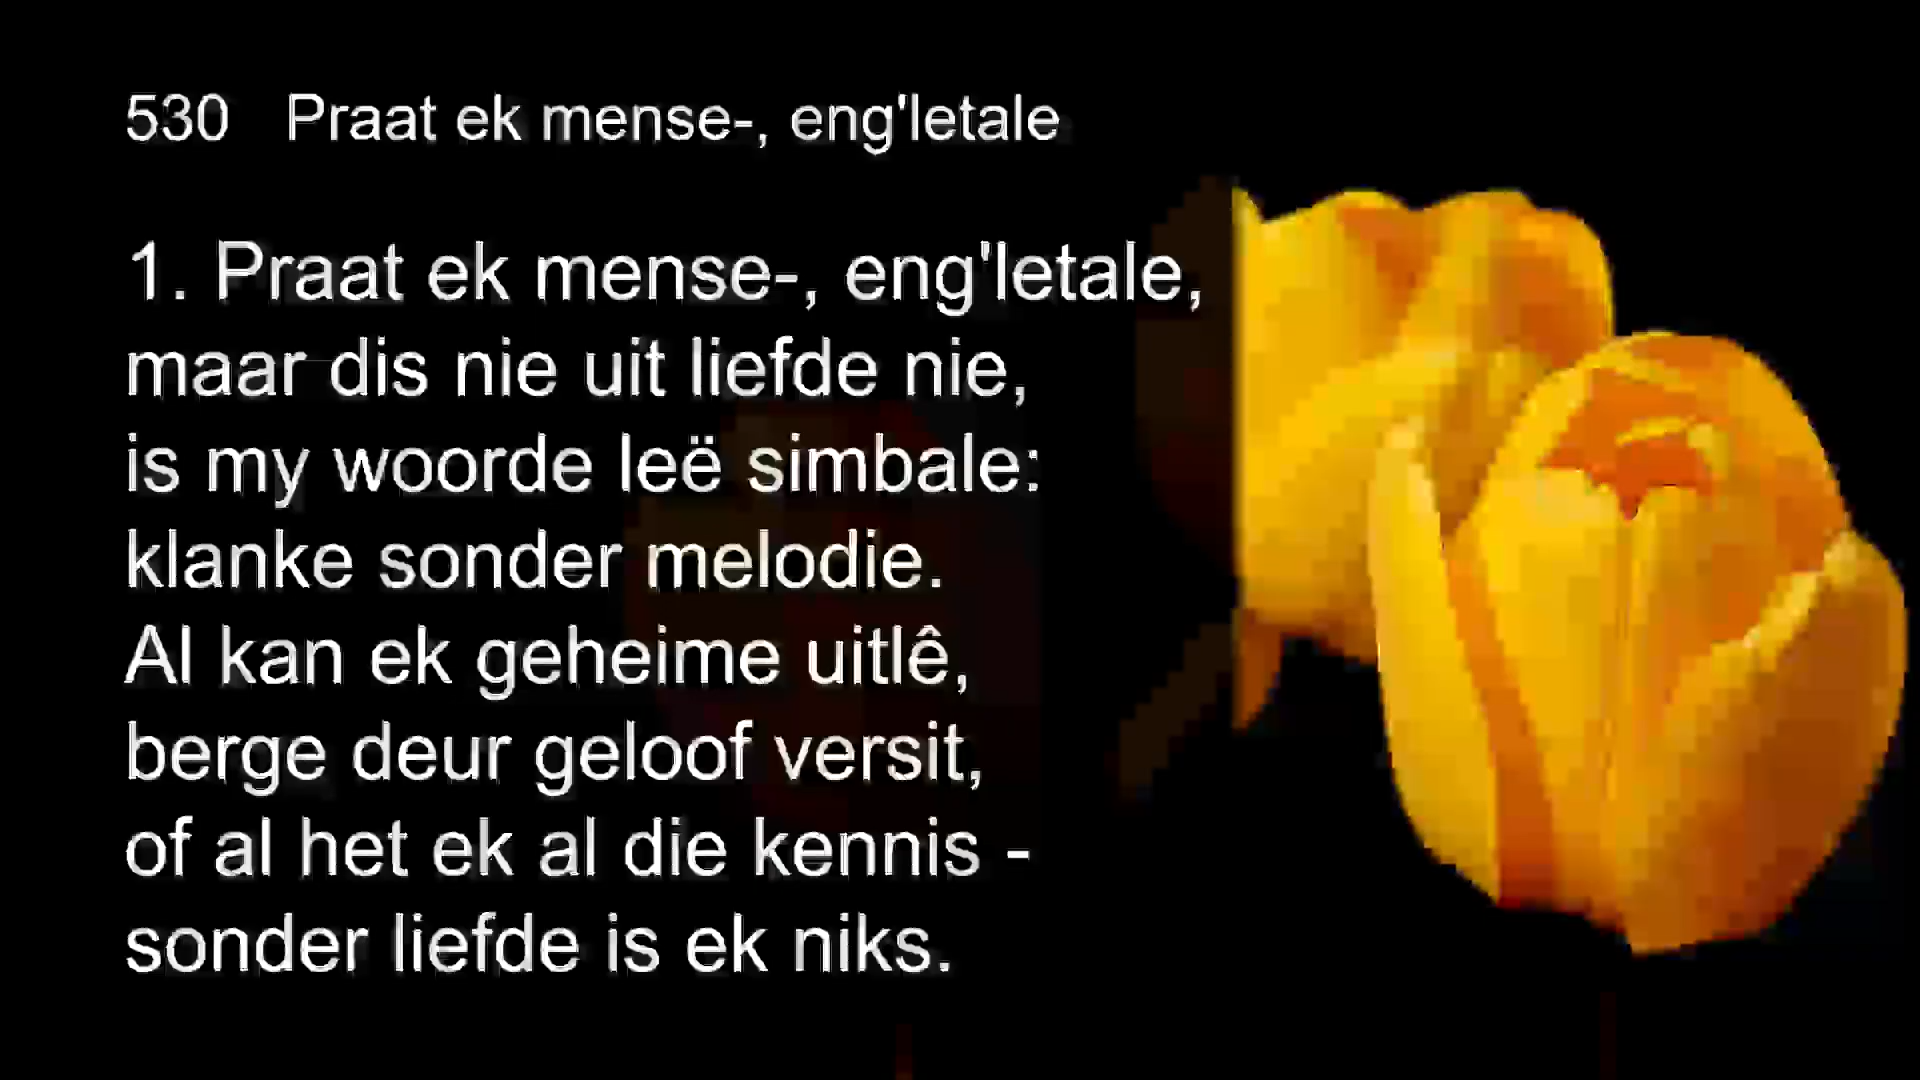 530 Praat ek mense-, eng'letale
1. Praat ek mense-, eng'letale,
maar dis nie uit liefde nie,
is my woorde leë simbale:
klanke sonder melodie.
Al kan ek geheime uitlê,
berge deur geloof versit,
of al het ek al die kennis -
sonder liefde is ek niks.